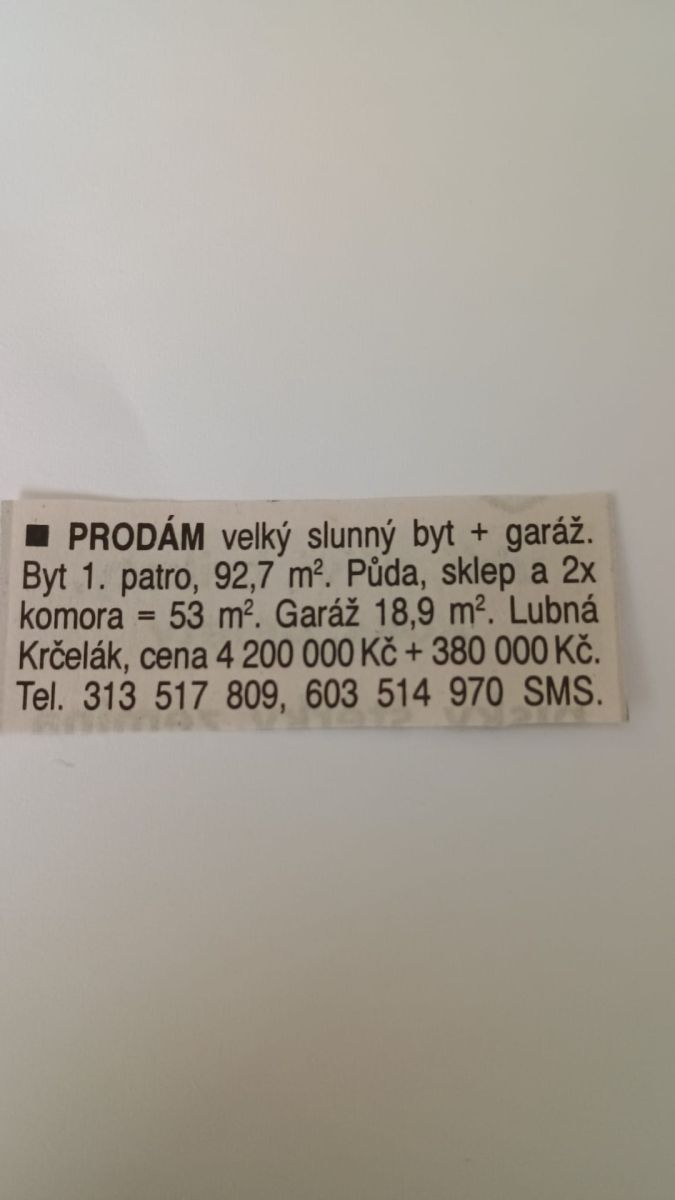 ■ PRODÁM velký slunný byt + garáž.
Byt 1. patro, 92,7 m². Půda, sklep a 2x
komora = 53 m². Garáž 18,9 m². Lubná
Krčelák, cena 4 200 000 Kč + 380 000 Kč.
Tel. 313 517 809, 603 514 970 SMS.